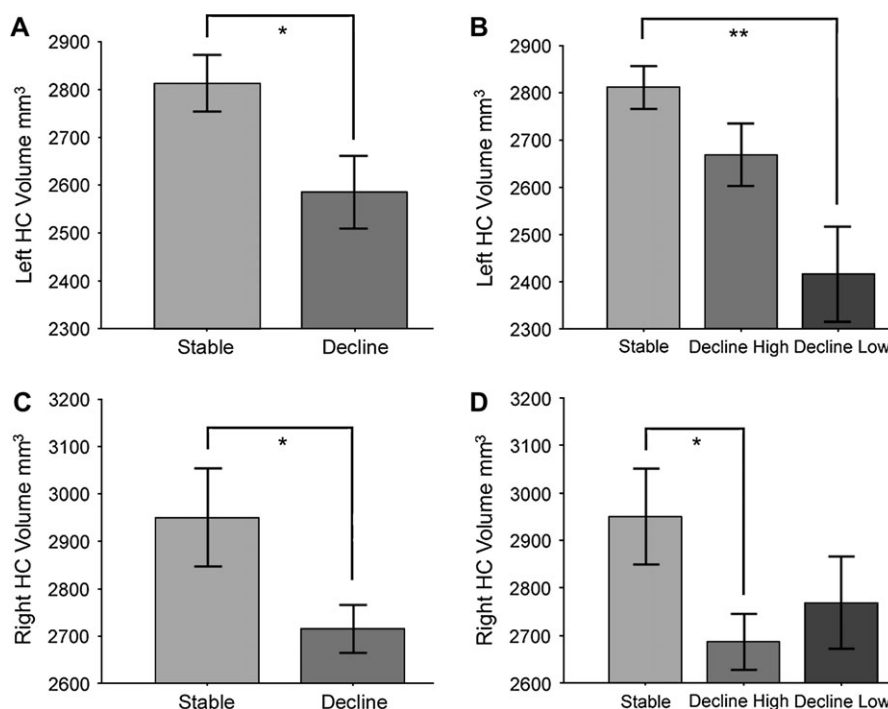 A
2900
2800
2700
2600
2500
2400
2300
Left HC Volume mm³
*
Stable
Decline
B
2900
2800
2700
2600
2500
2400
2300
Left HC Volume mm³
**
Stable
Decline High
Decline Low
C
3200
3100
3000
2900
2800
2700
2600
Right HC Volume mm³
*
Stable
Decline
D
3200
3100
3000
2900
2800
2700
2600
Right HC Volume mm³
*
Stable
Decline High
Decline Low